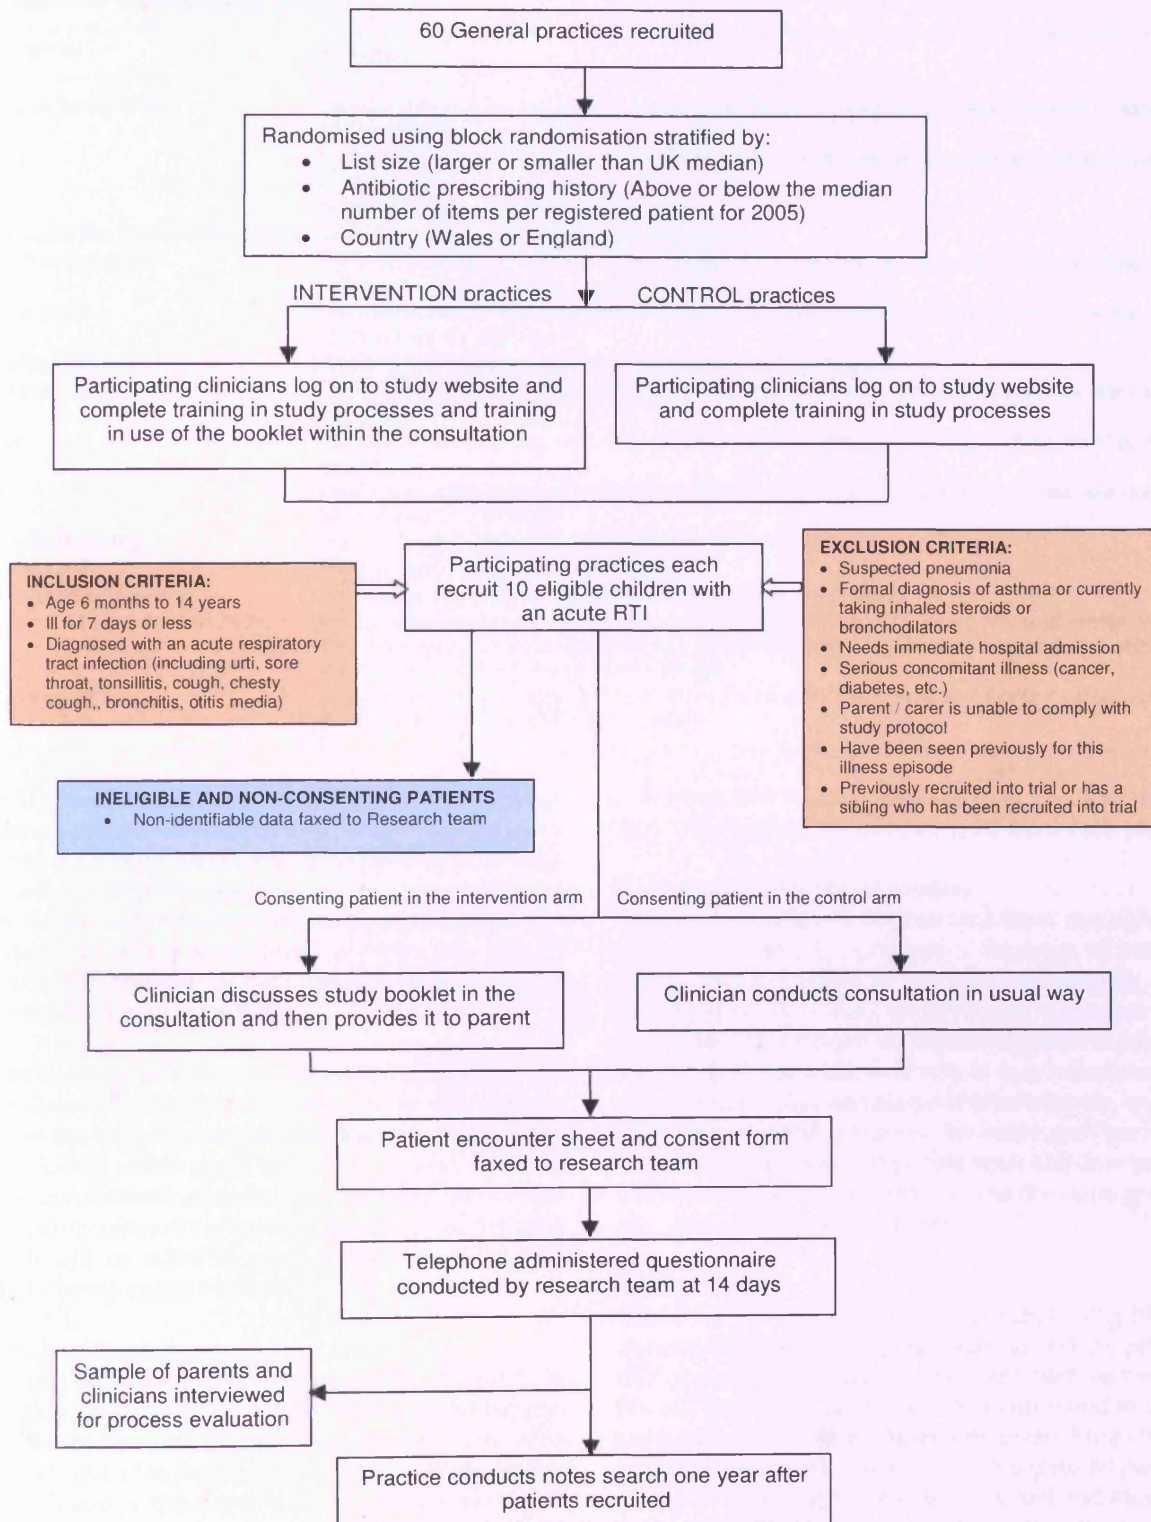 60 General practices recruited
Randomised using block randomisation stratified by:
• List size (larger or smaller than UK median)
• Antibiotic prescribing history (Above or below the median
number of items per registered patient for 2005)
• Country (Wales or England)
INTERVENTION practices
CONTROL practices
Participating clinicians log on to study website and
complete training in study processes and training
in use of the booklet within the consultation
Participating clinicians log on to study website
and complete training in study processes
INCLUSION CRITERIA:
• Age 6 months to 14 years
• Ill for 7 days or less
• Diagnosed with an acute respiratory
tract infection (including urti, sore
throat, tonsillitis, cough, chesty
cough,, bronchitis, otitis media)
Participating practices each
recruit 10 eligible children with
an acute RTI
EXCLUSION CRITERIA:
• Suspected pneumonia
• Formal diagnosis of asthma or currently
taking inhaled steroids or
bronchodilators
• Needs immediate hospital admission
• Serious concomitant illness (cancer,
diabetes, etc.)
• Parent / carer is unable to comply with
study protocol
• Have been seen previously for this
illness episode
• Previously recruited into trial or has a
sibling who has been recruited into trial
INELIGIBLE AND NON-CONSENTING PATIENTS
• Non-identifiable data faxed to Research team
Consenting patient in the intervention arm
Consenting patient in the control arm
Clinician discusses study booklet in the
consultation and then provides it to parent
Clinician conducts consultation in usual way
Patient encounter sheet and consent form
faxed to research team
Telephone administered questionnaire
conducted by research team at 14 days
Sample of parents and
clinicians interviewed
for process evaluation
Practice conducts notes search one year after
patients recruited